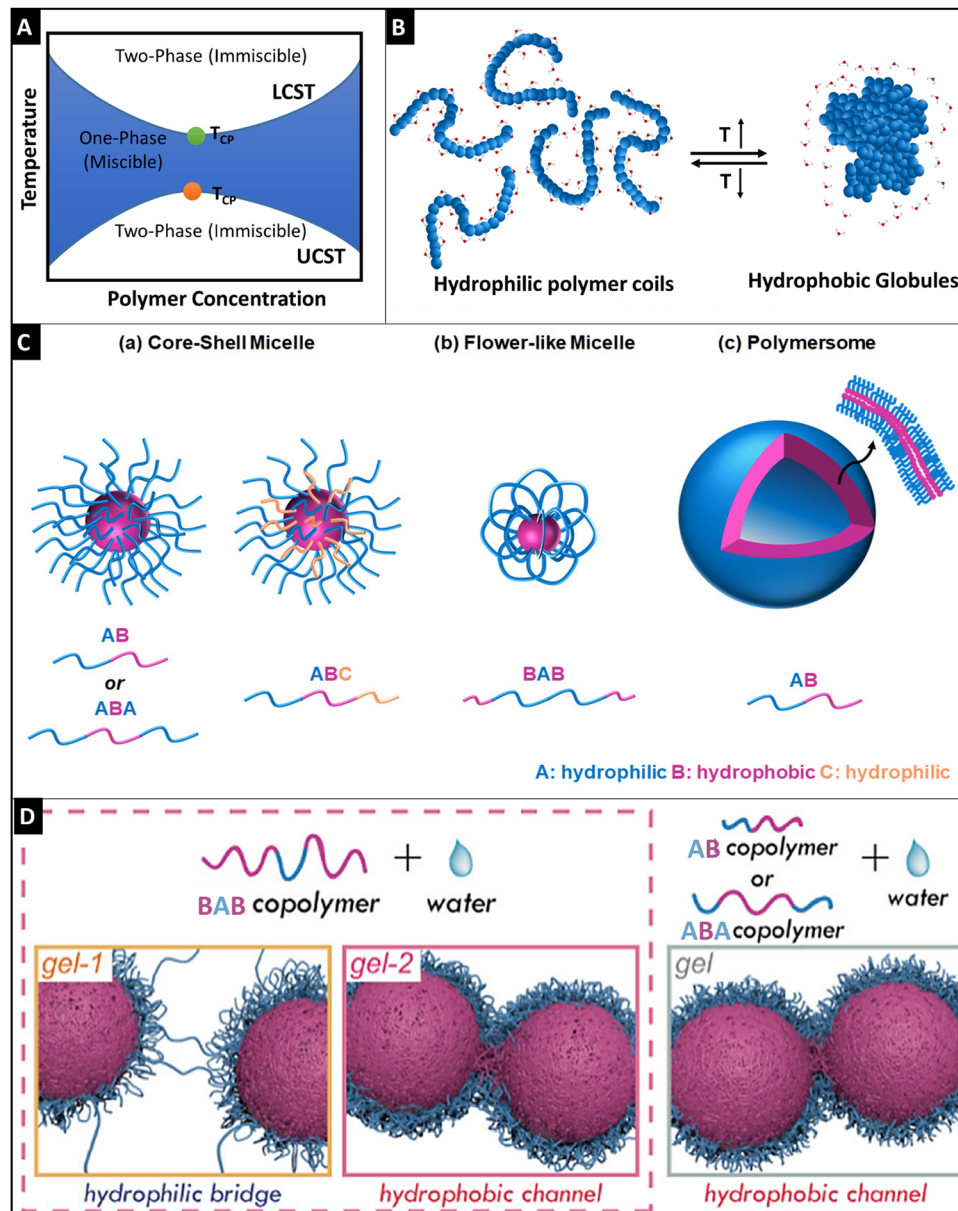 A
Two-Phase (Immiscible)
LCST
T_CP
One-Phase
(Miscible)
T_CP
Two-Phase (Immiscible)
UCST
Temperature
Polymer Concentration
B
T
T
Hydrophilic polymer coils
Hydrophobic Globules
C
(a) Core-Shell Micelle
(b) Flower-like Micelle
(c) Polymersome
AB
or
ABA
ABC
BAB
AB
A: hydrophilic B: hydrophobic C: hydrophilic
D
BAB copolymer
+
water
AB copolymer
or
ABA copolymer
+
water
gel-1
hydrophilic bridge
gel-2
hydrophobic channel
gel
hydrophobic channel